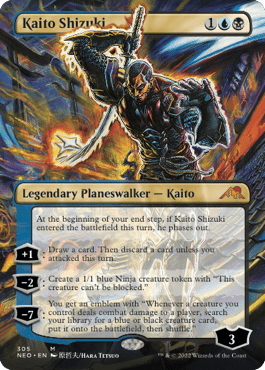 Kaito Shizuki 1
Legendary Planeswalker — Kaito
At the beginning of your end step, if Kaito Shizuki
entered the battlefield this turn, he phases out.
+1 Draw a card. Then discard a card unless you
attacked this turn.
−2 Create a 1/1 blue Ninja creature token with “This
creature can't be blocked.”
−7 You get an emblem with “Whenever a creature you
control deals combat damage to a player, search
your library for a blue or black creature card,
put it onto the battlefield, then shuffle.”
3
305 M
NEO • EN 原哲夫/Hara Tetsuo
™ & © 2022 Wizards of the Coast